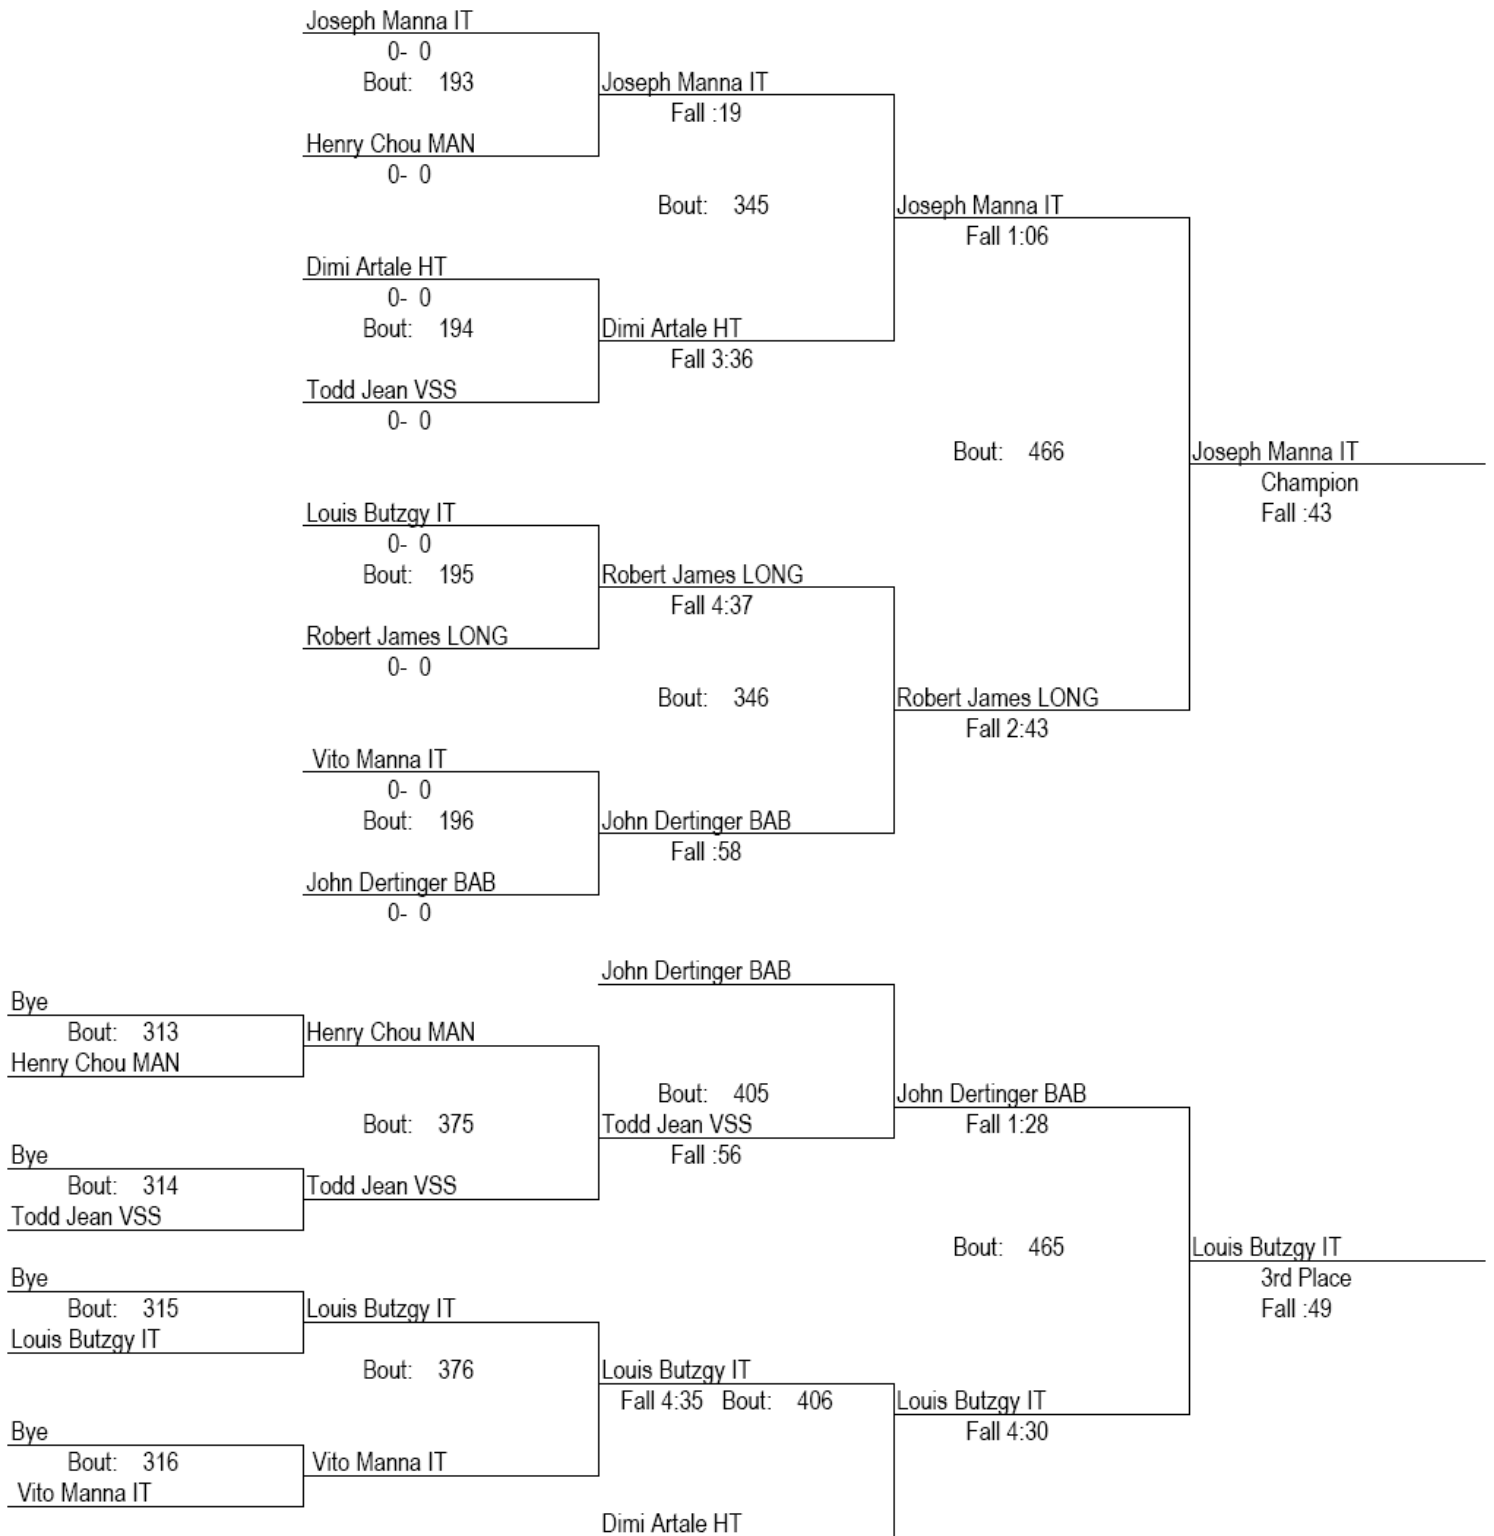 Joseph Manna IT
0- 0
Bout: 193
Joseph Manna IT
Fall :19
Henry Chou MAN
0- 0
Bout: 345
Joseph Manna IT
Fall 1:06
Dimi Artale HT
0- 0
Bout: 194
Dimi Artale HT
Fall 3:36
Todd Jean VSS
0- 0
Bout: 466
Joseph Manna IT
Champion
Fall :43
Louis Butzgy IT
0- 0
Bout: 195
Robert James LONG
Fall 4:37
Robert James LONG
0- 0
Bout: 346
Robert James LONG
Fall 2:43
Vito Manna IT
0- 0
Bout: 196
John Dertinger BAB
Fall :58
John Dertinger BAB
0- 0
John Dertinger BAB
Bye
Bout: 313
Henry Chou MAN
Henry Chou MAN
Bout: 405
John Dertinger BAB
Fall 1:28
Bout: 375
Todd Jean VSS
Fall :56
Bye
Bout: 314
Todd Jean VSS
Todd Jean VSS
Bout: 465
Louis Butzgy IT
3rd Place
Fall :49
Bye
Bout: 315
Louis Butzgy IT
Louis Butzgy IT
Bout: 376
Louis Butzgy IT
Fall 4:35 Bout: 406
Louis Butzgy IT
Fall 4:30
Bye
Bout: 316
Vito Manna IT
Vito Manna IT
Dimi Artale HT